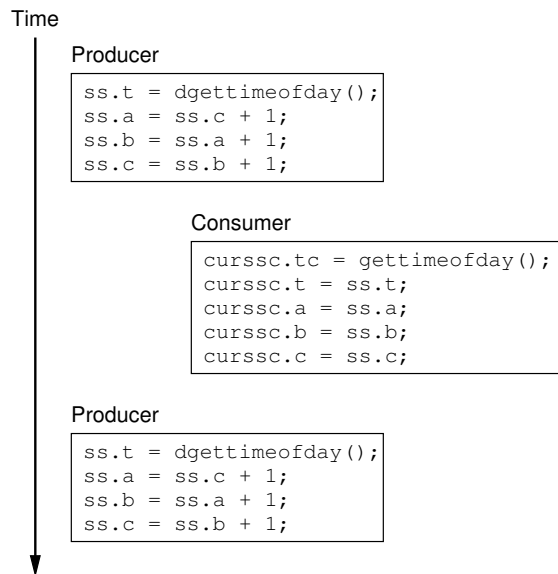 Time
Producer
ss.t = dgettimeofday();
ss.a = ss.c + 1;
ss.b = ss.a + 1;
ss.c = ss.b + 1;
Consumer
curssc.tc = gettimeofday();
curssc.t = ss.t;
curssc.a = ss.a;
curssc.b = ss.b;
curssc.c = ss.c;
Producer
ss.t = dgettimeofday();
ss.a = ss.c + 1;
ss.b = ss.a + 1;
ss.c = ss.b + 1;